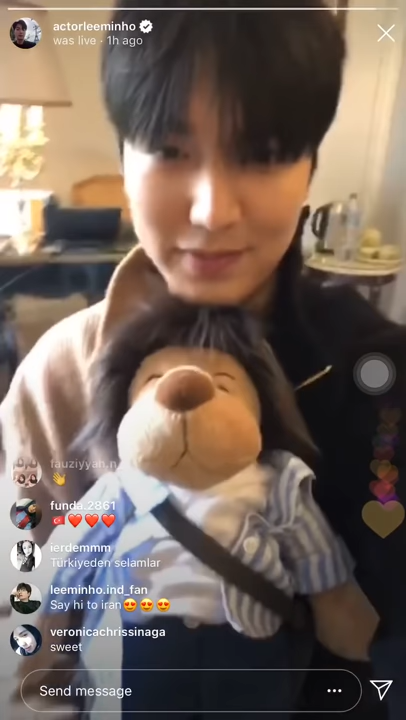 actorleeminho
was live · 1h ago
fauziyyah.n
👋
funda.2861
🇹🇷❤️❤️❤️
ierdemmm
Türkiyeden selamlar
leeminho.ind_fan
Say hi to iran😍😍😍
veronicachrissinaga
sweet
Send message